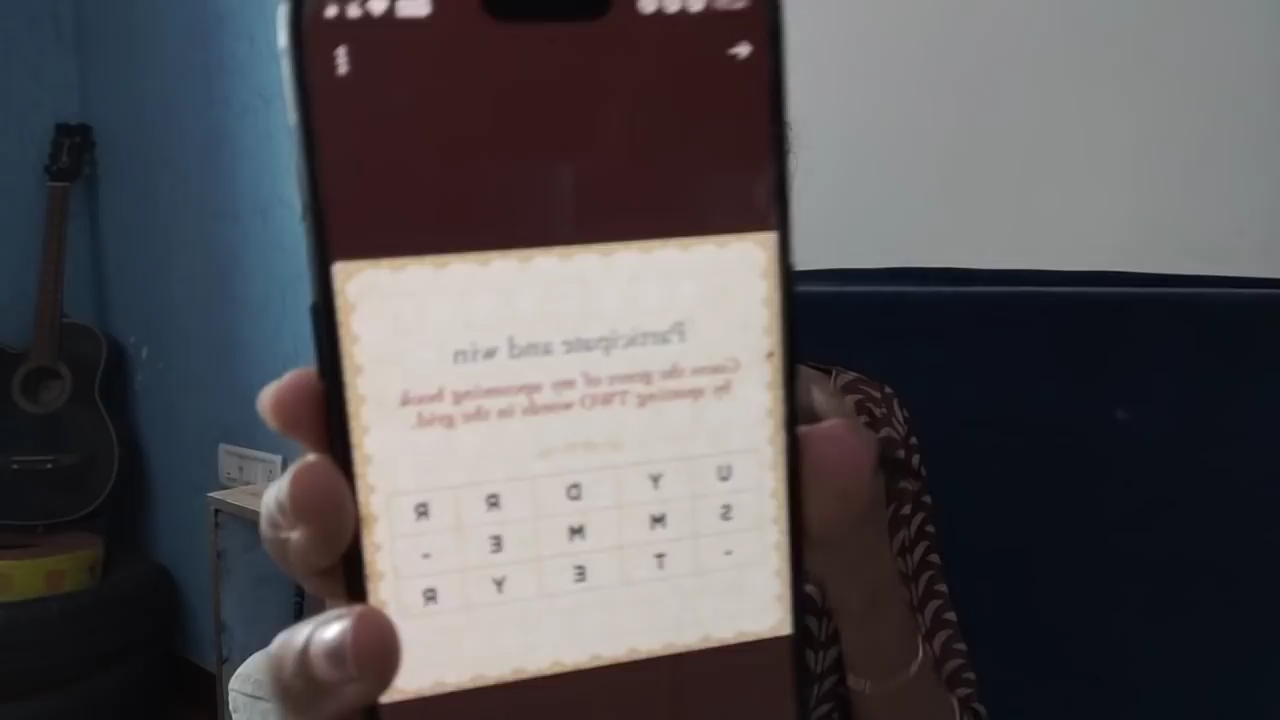 Participate and win
Guess the genre of my upcoming book
by spotting TWO words in the grid.
U Y D R R
S M M E -
- T E Y R